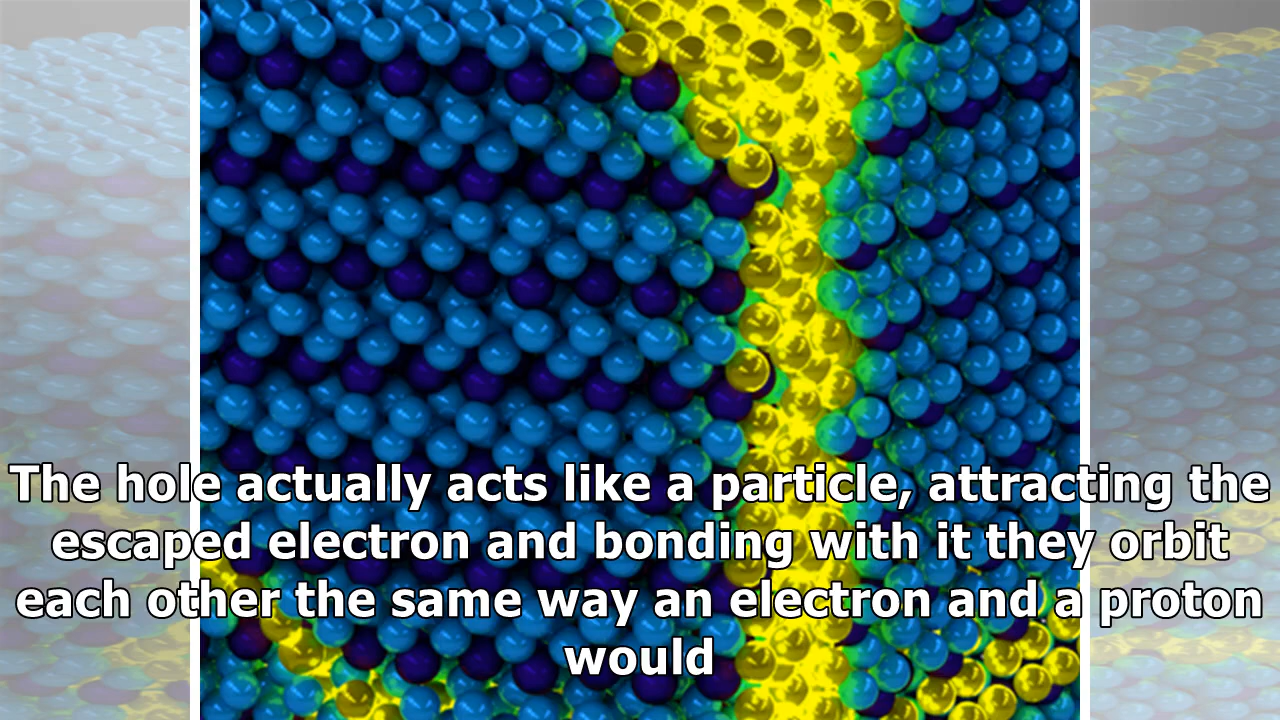 The hole actually acts like a particle, attracting the
escaped electron and bonding with it they orbit
each other the same way an electron and a proton
would